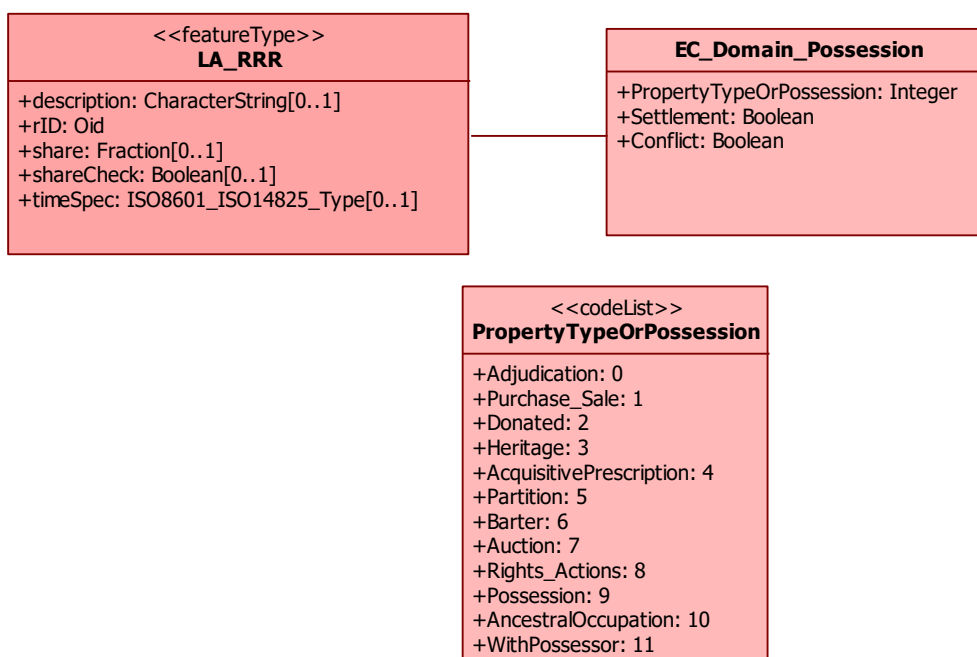 <<featureType>>
LA_RRR
+description: CharacterString[0..1]
+rID: Oid
+share: Fraction[0..1]
+shareCheck: Boolean[0..1]
+timeSpec: ISO8601_ISO14825_Type[0..1]
EC_Domain_Possession
+PropertyTypeOrPossession: Integer
+Settlement: Boolean
+Conflict: Boolean
<<codeList>>
PropertyTypeOrPossession
+Adjudication: 0
+Purchase_Sale: 1
+Donated: 2
+Heritage: 3
+AcquisitivePrescription: 4
+Partition: 5
+Barter: 6
+Auction: 7
+Rights_Actions: 8
+Possession: 9
+AncestralOccupation: 10
+WithPossessor: 11